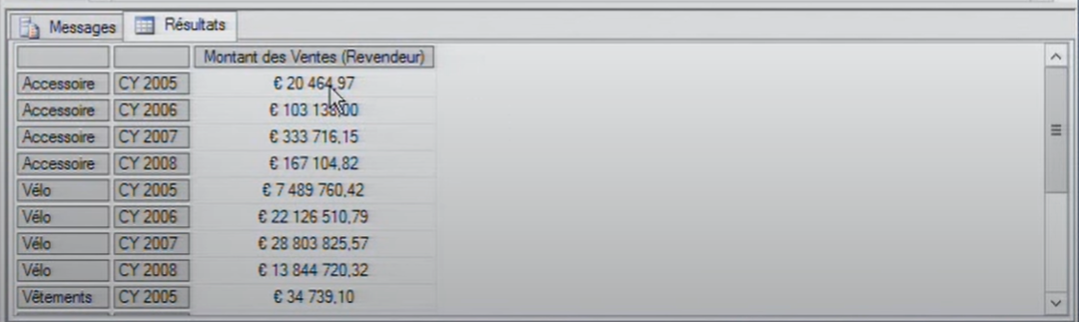 Messages Résultats
Montant des Ventes (Revendeur)
Accessoire CY 2005 € 20 464,97
Accessoire CY 2006 € 103
Accessoire CY 2007 € 333 716,15
Accessoire CY 2008 € 167 104,82
Vélo CY 2005 € 7 489 760,42
Vélo CY 2006 € 22 126 510,79
Vélo CY 2007 € 28 803 825,57
Vélo CY 2008 € 13 844 720,32
Vêtements CY 2005 € 34 739,10